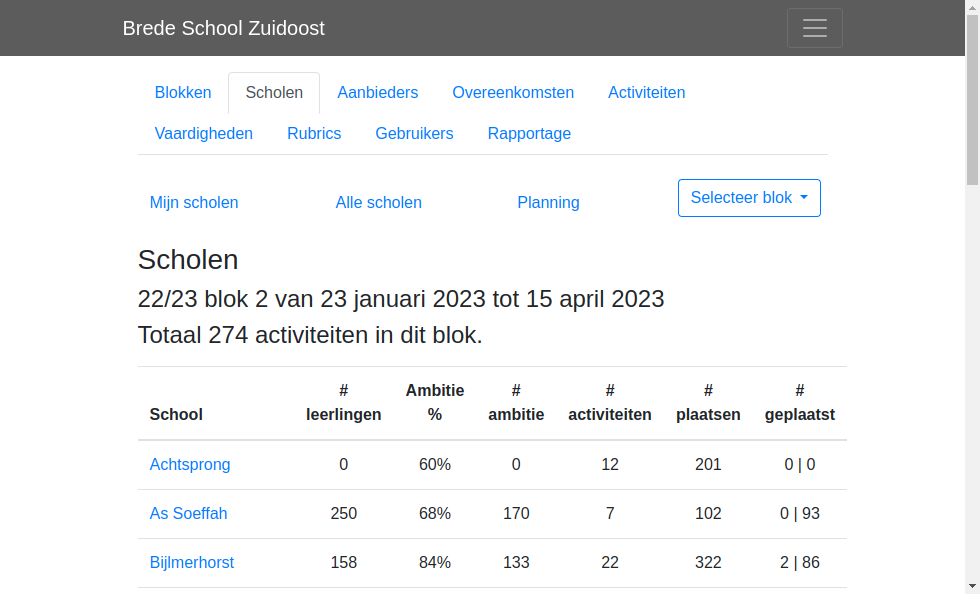 Brede School Zuidoost
Blokken Scholen Aanbieders Overeenkomsten Activiteiten
Vaardigheden Rubrics Gebruikers Rapportage
Mijn scholen Alle scholen Planning Selecteer blok
Scholen
22/23 blok 2 van 23 januari 2023 tot 15 april 2023
Totaal 274 activiteiten in dit blok.
# Ambitie # # # #
School leerlingen % ambitie activiteiten plaatsen geplaatst
Achtsprong 0 60% 0 12 201 0 | 0
As Soeffah 250 68% 170 7 102 0 | 93
Bijlmerhorst 158 84% 133 22 322 2 | 86